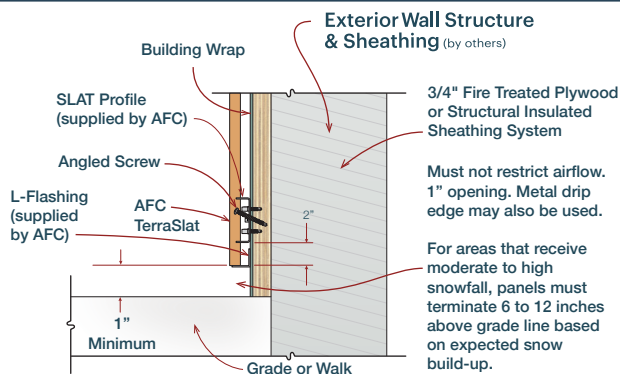 Exterior Wall Structure
& Sheathing (by others)
Building Wrap
SLAT Profile
(supplied by AFC)
Angled Screw
L-Flashing
(supplied
by AFC)
AFC
TerraSlat
2"
3/4" Fire Treated Plywood
or Structural Insulated
Sheathing System
Must not restrict airflow.
1” opening. Metal drip
edge may also be used.
For areas that receive
moderate to high
snowfall, panels must
terminate 6 to 12 inches
above grade line based
on expected snow
build-up.
1”
Minimum
Grade or Walk